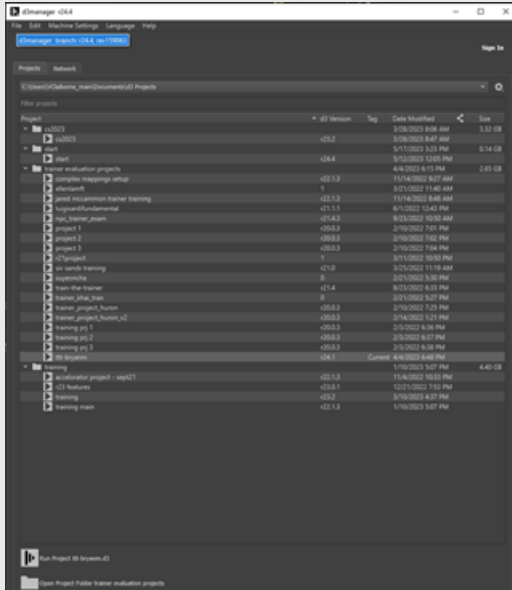 d3manager r24.4
File Edit Machine Settings Language Help
d3manager branch r24.4, rev159063
Sign In
Projects Network
Filter projects
Project d3 Version Tag Date Modified Size
cs2023 3/28/2023 8:06 AM 3.32 GB
cs2023 r23.2 3/28/2023 8:47 AM
start 5/17/2023 3:23 PM 0.14 GB
start r24.4 5/12/2023 12:05 PM
trainer evaluation projects 4/4/2023 6:15 PM 2.65 GB
complex mappings setup r22.1.3 11/14/2022 9:27 AM
1 3/21/2022 11:40 AM
jared mccammon trainer training r22.1.3 11/14/2022 8:48 AM
r21.1.1 6/1/2022 12:43 PM
npc_trainer_exam r21.4.3 9/23/2022 10:50 AM
project 1 r20.0.3 2/10/2022 7:01 PM
project 2 r20.0.3 2/10/2022 7:02 PM
project 3 r20.0.3 2/10/2022 7:04 PM
r21project 1 3/11/2022 10:50 PM
siv sands training r21.0 3/25/2022 11:19 AM
suyeoncha 0 2/21/2022 5:30 PM
train-the-trainer r21.4 8/23/2022 6:33 PM
trainer_khai_tran 0 2/21/2022 5:27 PM
trainer_project_huron r20.0.3 2/10/2022 7:25 PM
trainer_project_huron_v2 r20.0.3 2/14/2022 1:21 PM
training prj 1 r20.0.3 2/3/2022 6:36 PM
training prj 2 r20.0.3 2/3/2022 6:37 PM
training prj 3 r20.0.3 2/3/2022 6:38 PM
ttt-bryanm r24.1 Current 4/4/2023 6:48 PM
training 1/10/2023 5:07 PM 4.40 GB
accelerator project - sept21 r22.1.3 11/4/2022 10:33 PM
r23 features r23.0.1 12/21/2022 7:53 PM
training r23.2 3/10/2023 4:37 PM
training main r22.1.3 1/10/2023 5:07 PM
Run Project ttt-bryanm.d3
Open Project Folder trainer evaluation projects